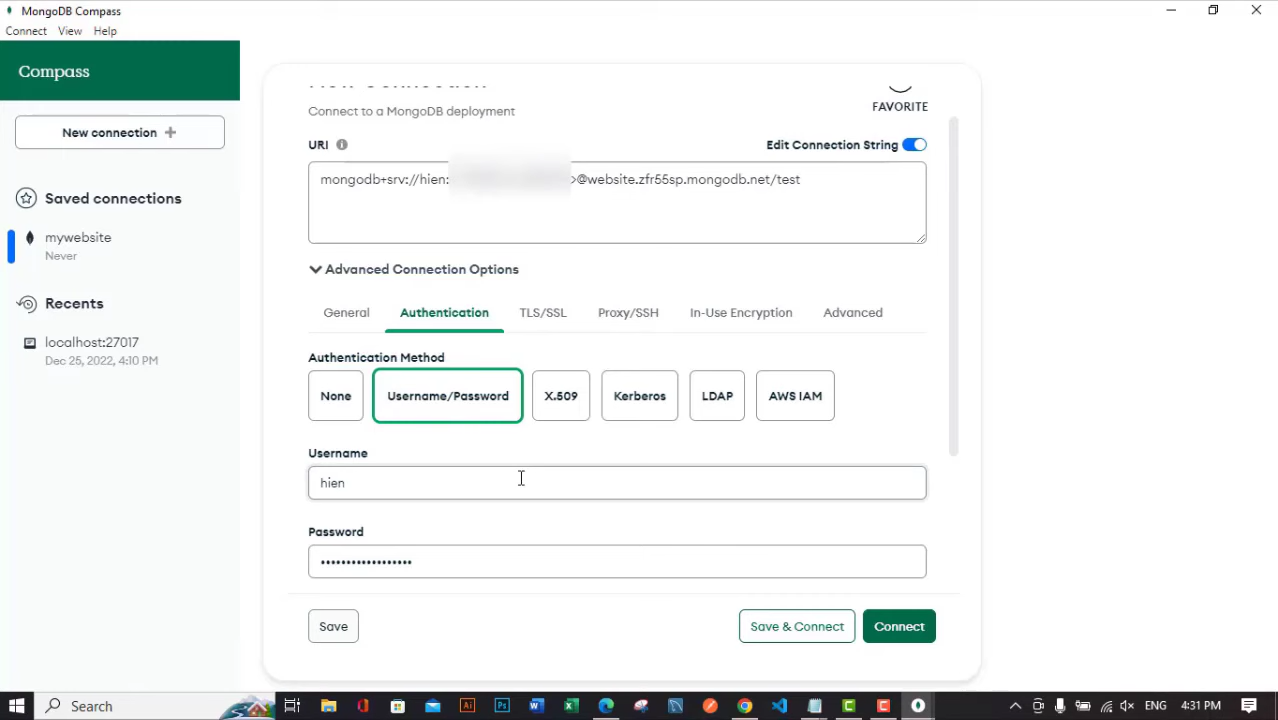 MongoDB Compass
Connect View Help
Compass
New connection
Saved connections
mywebsite
Never
Recents
localhost:27017
Dec 25, 2022, 4:10 PM
New Connection
FAVORITE
Connect to a MongoDB deployment
URI
Edit Connection String
mongodb+srv://hien: >@website.zfr55sp.mongodb.net/test
Advanced Connection Options
General Authentication TLS/SSL Proxy/SSH In-Use Encryption Advanced
Authentication Method
None Username/Password X.509 Kerberos LDAP AWS IAM
Username
hien
Password
••••••••••••••••••
Save Save & Connect Connect
Search
ENG 4:31 PM